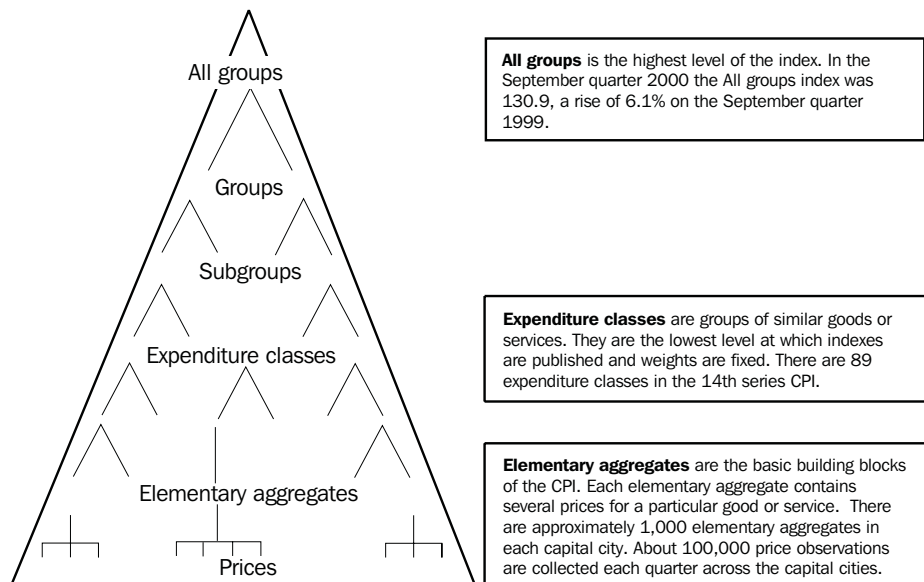 All groups
Groups
Subgroups
Expenditure classes
Elementary aggregates
Prices
All groups is the highest level of the index. In the
September quarter 2000 the All groups index was
130.9, a rise of 6.1% on the September quarter
1999.
Expenditure classes are groups of similar goods or
services. They are the lowest level at which indexes
are published and weights are fixed. There are 89
expenditure classes in the 14th series CPI.
Elementary aggregates are the basic building blocks
of the CPI. Each elementary aggregate contains
several prices for a particular good or service. There
are approximately 1,000 elementary aggregates in
each capital city. About 100,000 price observations
are collected each quarter across the capital cities.